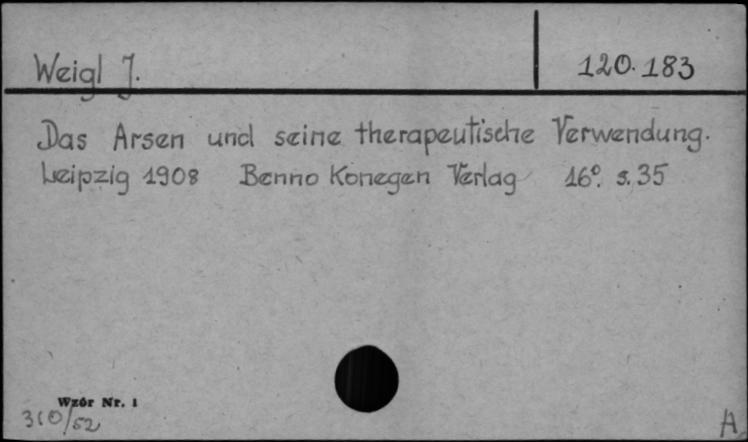 Weigl J.
120.183
Das Arsen und seine therapeutische Verwendung.
Leipzig 1908 Benno Konegen Verlag 16°. s. 35
Wzór Nr. 1
310/52
A